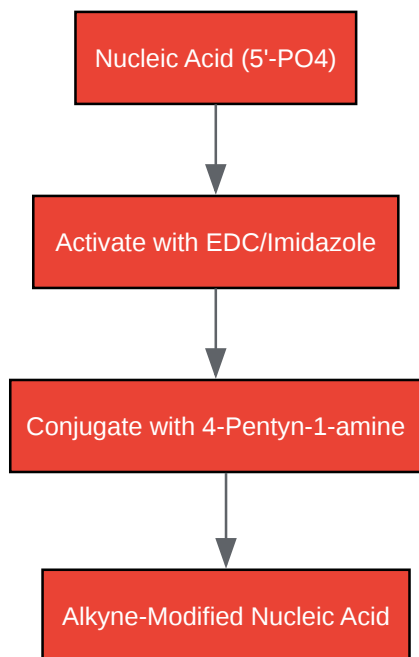 Nucleic Acid (5'-PO4)
Activate with EDC/Imidazole
Conjugate with 4-Pentyn-1-amine
Alkyne-Modified Nucleic Acid